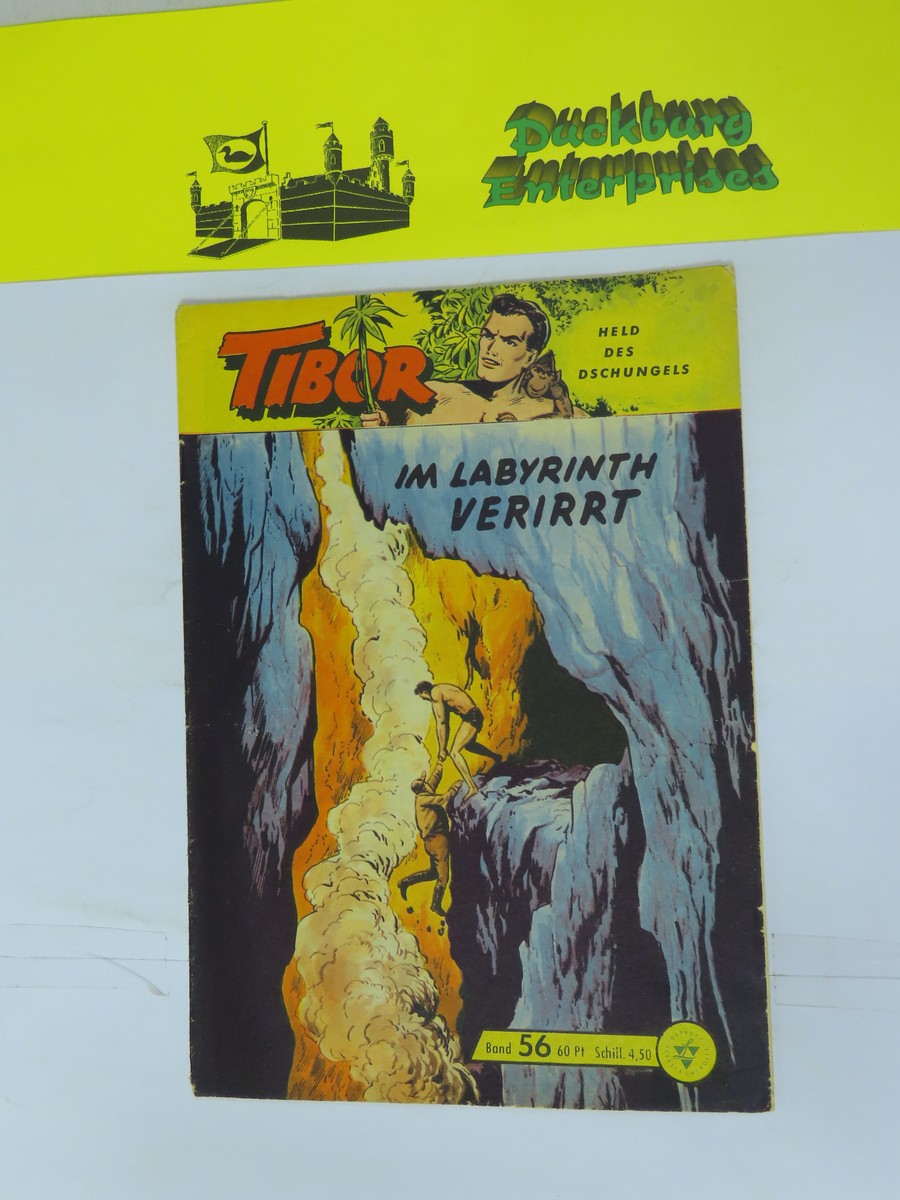 Duckburg
Enterprises
TIBOR
HELD
DES
DSCHUNGELS
IM LABYRINTH
VERIRRT
Band 56 60 Pf Schill. 4,50